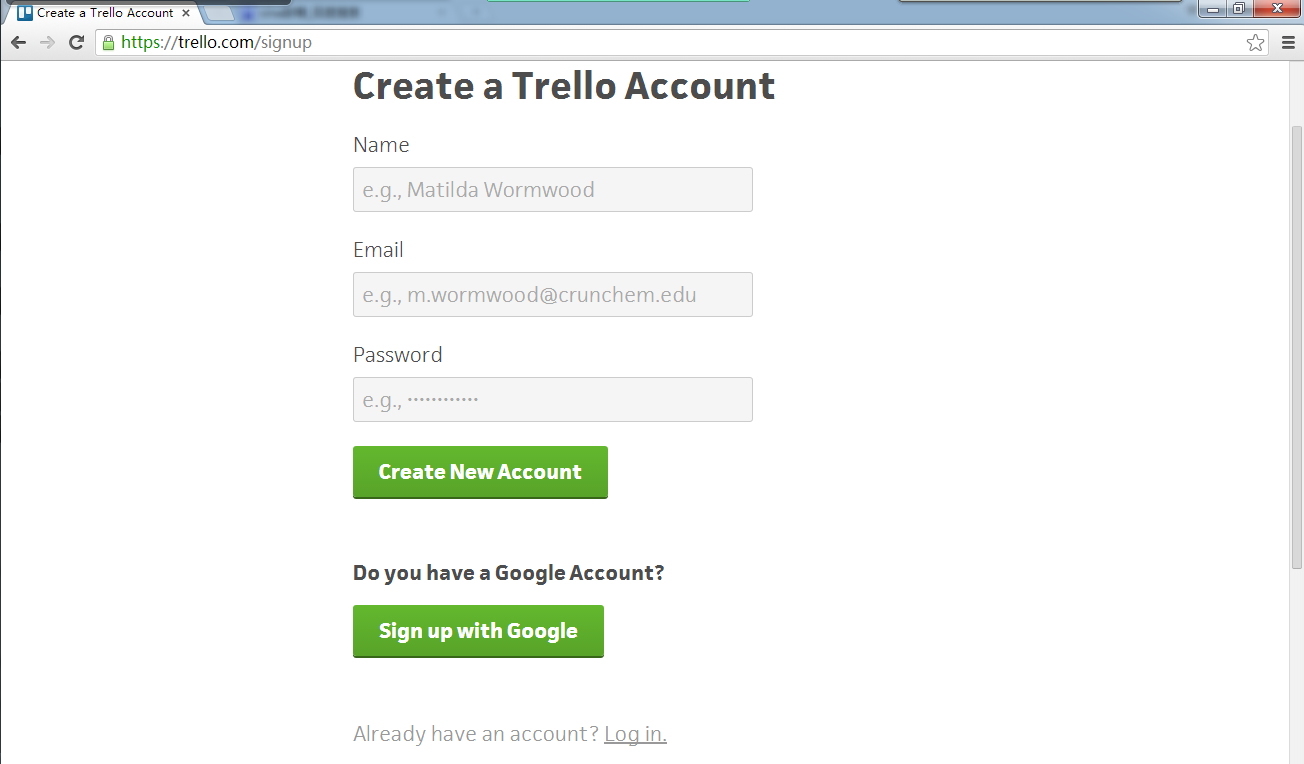 Create a Trello Account
https://trello.com/signup
Create a Trello Account
Name
e.g., Matilda Wormwood
Email
e.g., m.wormwood@crunchem.edu
Password
e.g., ••••••••••••
Create New Account
Do you have a Google Account?
Sign up with Google
Already have an account? Log in.